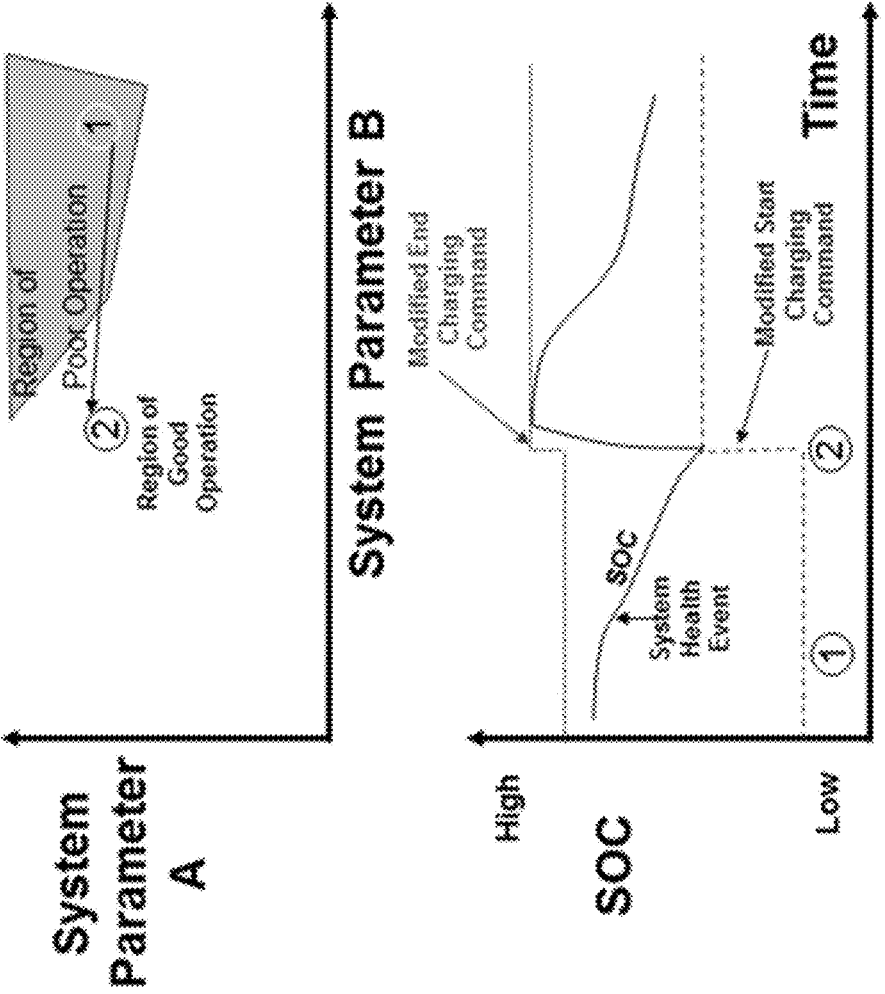 System
Parameter
A
Region of
Poor Operation
1
2
Region of
Good
Operation
System Parameter B
Modified End
Charging
Command
High
SOC
Low
SOC
System
Health
Event
Modified Start
Charging
Command
1
2
Time